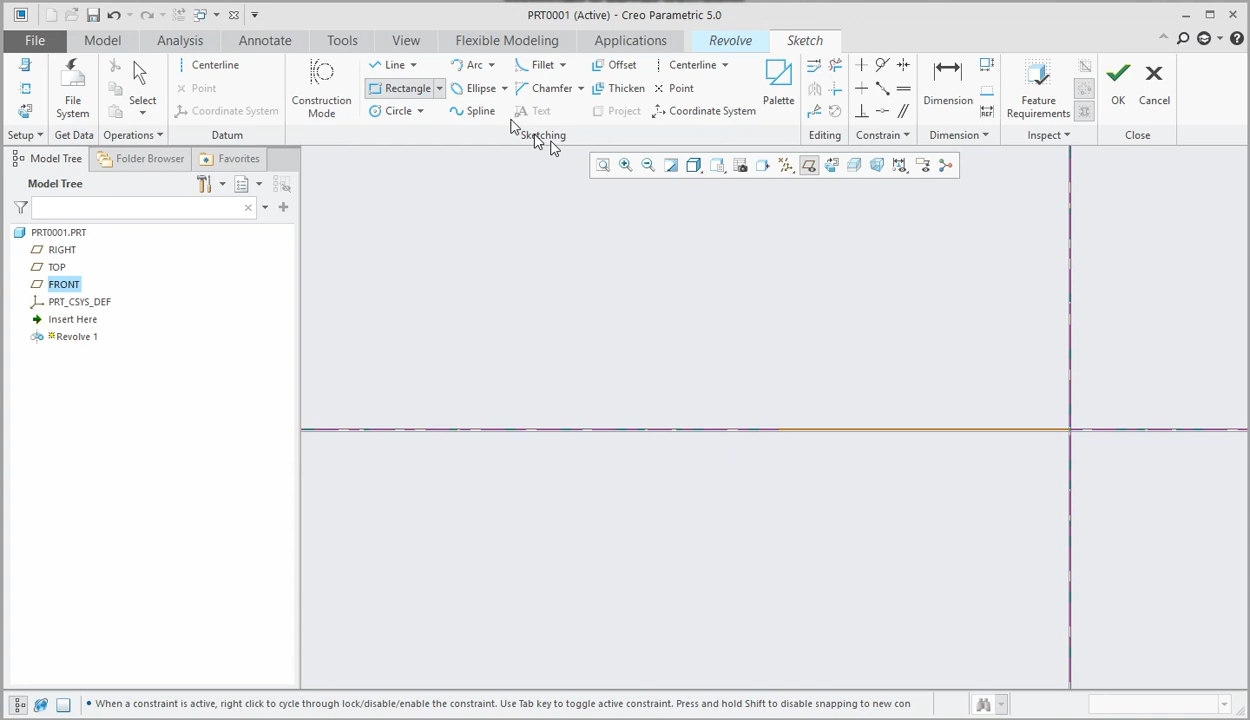 PRT0001 (Active) - Creo Parametric 5.0
File Model Analysis Annotate Tools View Flexible Modeling Applications Revolve Sketch
Centerline Line Arc Fillet Offset Centerline
File System Select Point Construction Mode Rectangle Ellipse Chamfer Thicken Point Palette Dimension Feature Requirements OK Cancel
Coordinate System Circle Spline Text Project Coordinate System
Setup Get Data Operations Datum Sketching Editing Constrain Dimension Inspect Close
Model Tree Folder Browser Favorites
Model Tree
PRT0001.PRT
RIGHT
TOP
FRONT
PRT_CSYS_DEF
Insert Here
Revolve 1
• When a constraint is active, right click to cycle through lock/disable/enable the constraint. Use Tab key to toggle active constraint. Press and hold Shift to disable snapping to new con